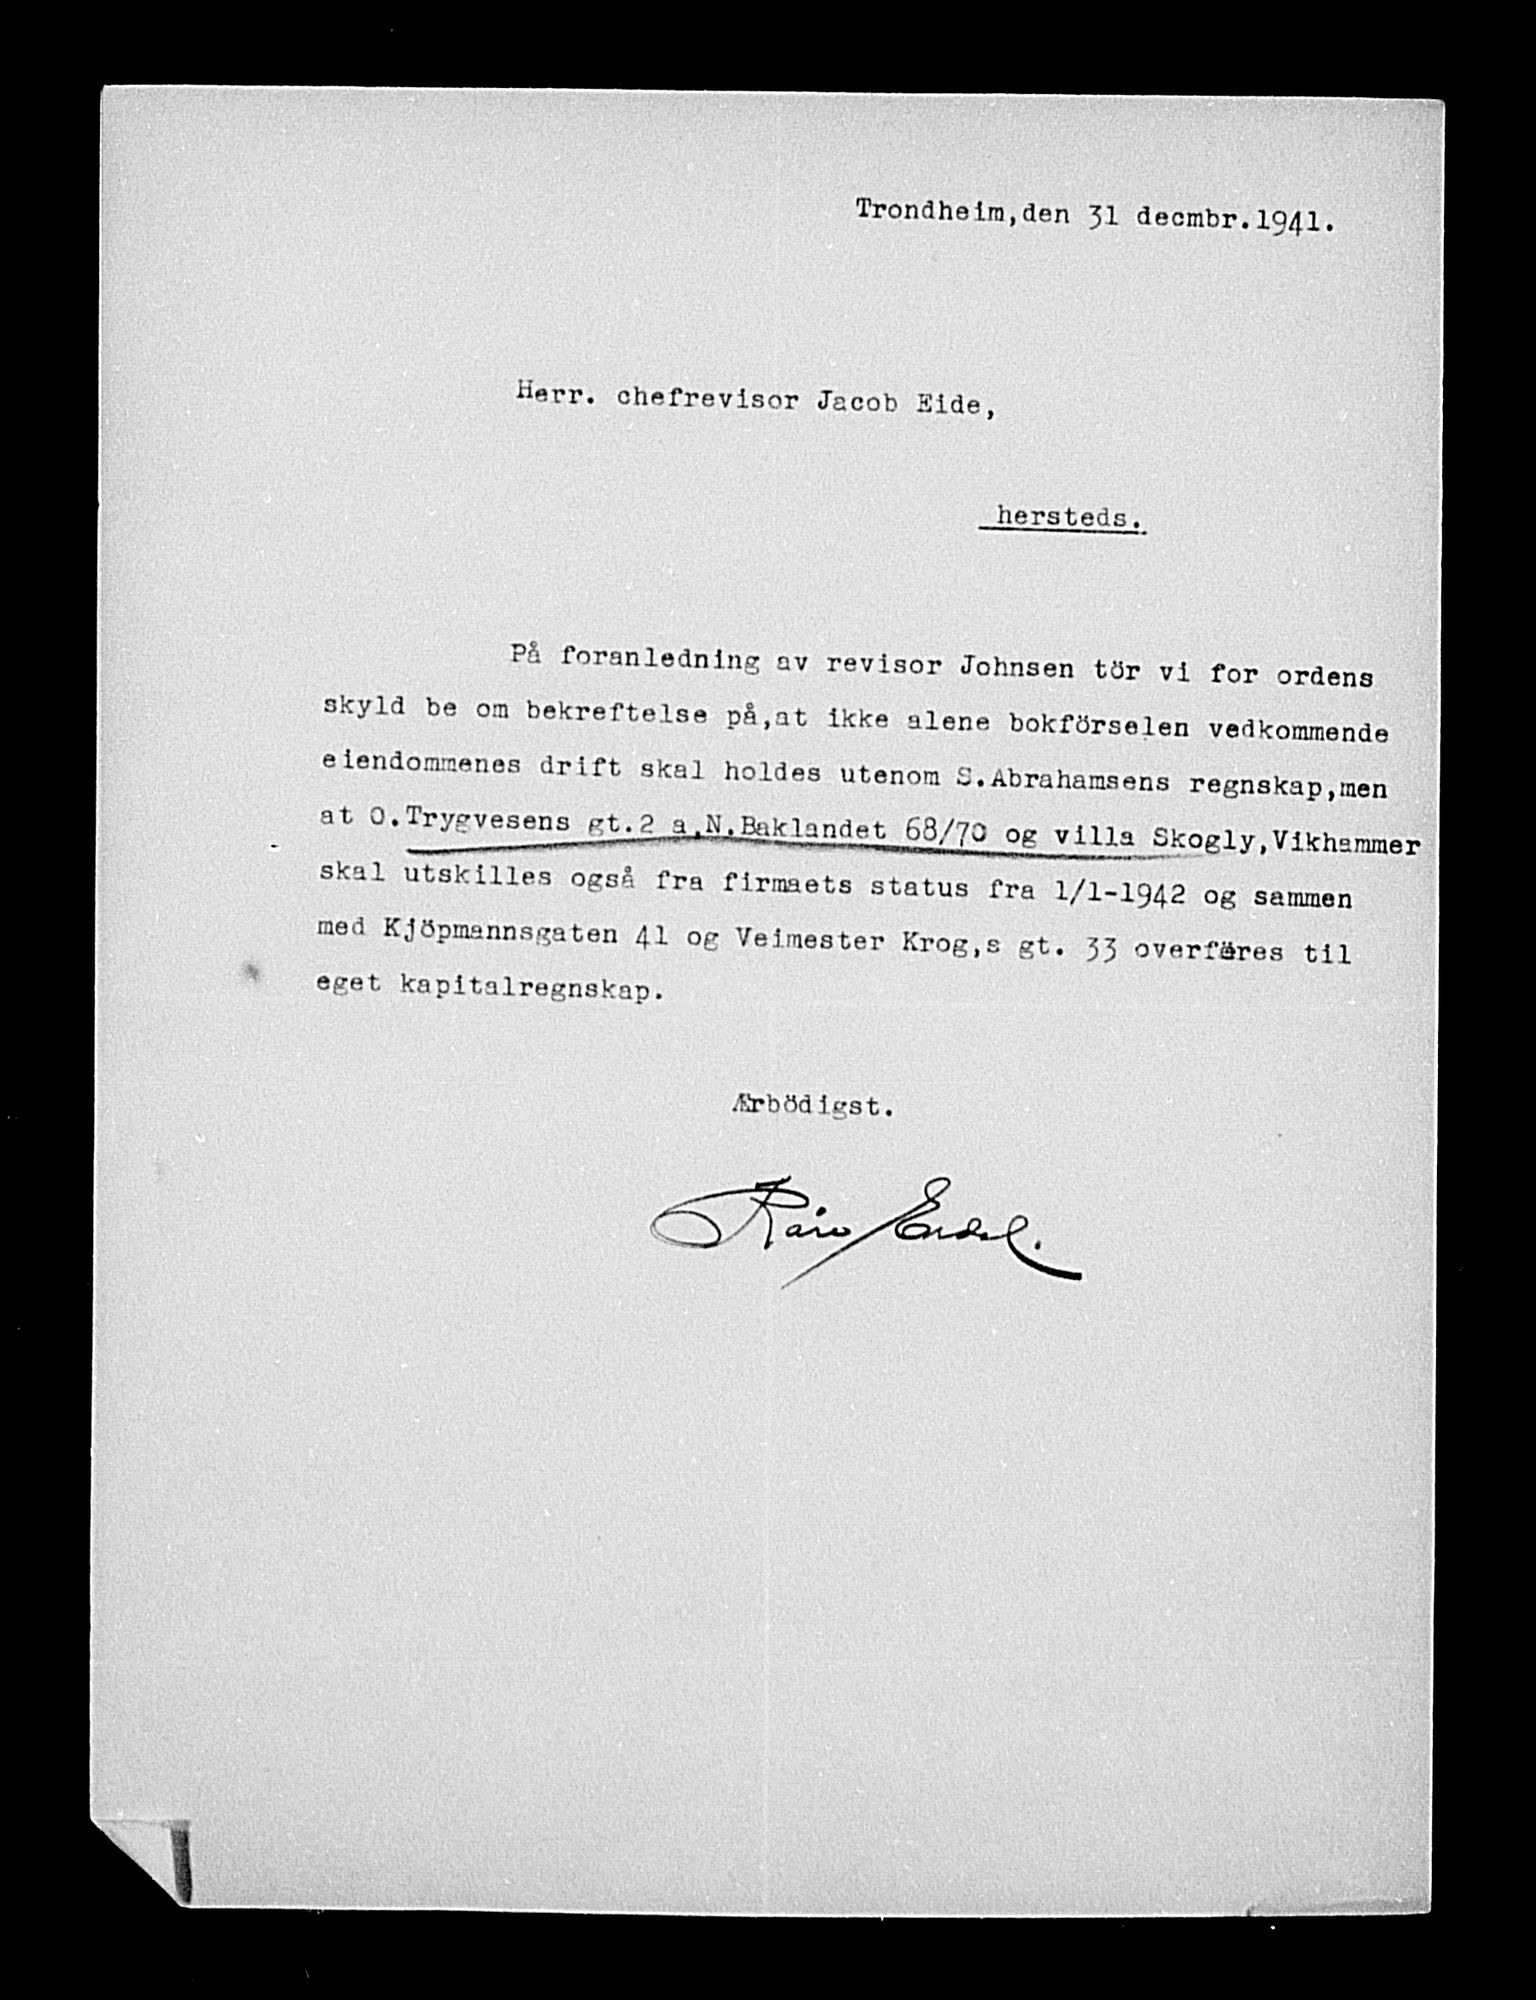 Trondheim,den 31 decmbr.1941.
Herr. chefrevisor Jacob Eide,
hersteds.
På foranledning av revisor Johnsen tör vi for ordens
skyld be om bekreftelse på,at ikke alene bokförselen vedkommende
eiendommenes drift skal holdes utenom S.Abrahamsens regnskap,men
at O.Trygvesens gt.2 a,N.Baklandet 68/70 og villa Skogly,Vikhammer
skal utskilles også fra firmaets status fra 1/1-1942 og sammen
med Kjöpmannsgaten 41 og Veimester Krog,s gt. 33 overföres til
eget kapitalregnskap.
Ærbödigst.